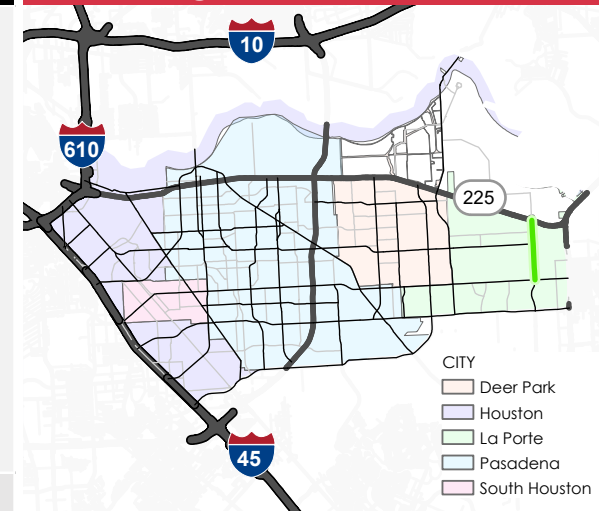 10
610
225
45
CITY
Deer Park
Houston
La Porte
Pasadena
South Houston